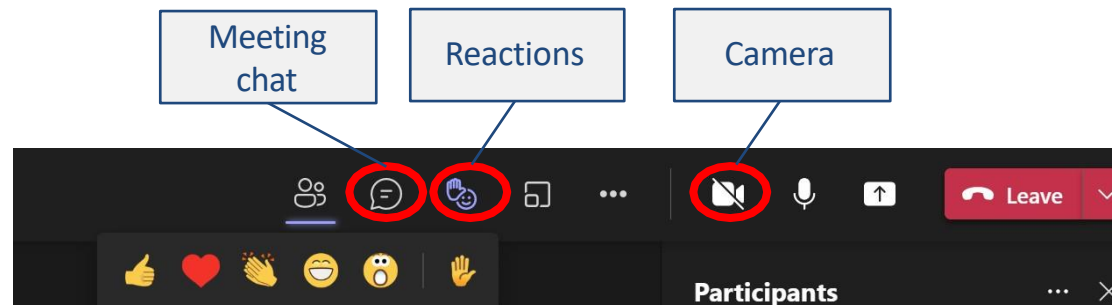 Meeting
chat
Reactions
Camera
Leave
Participants